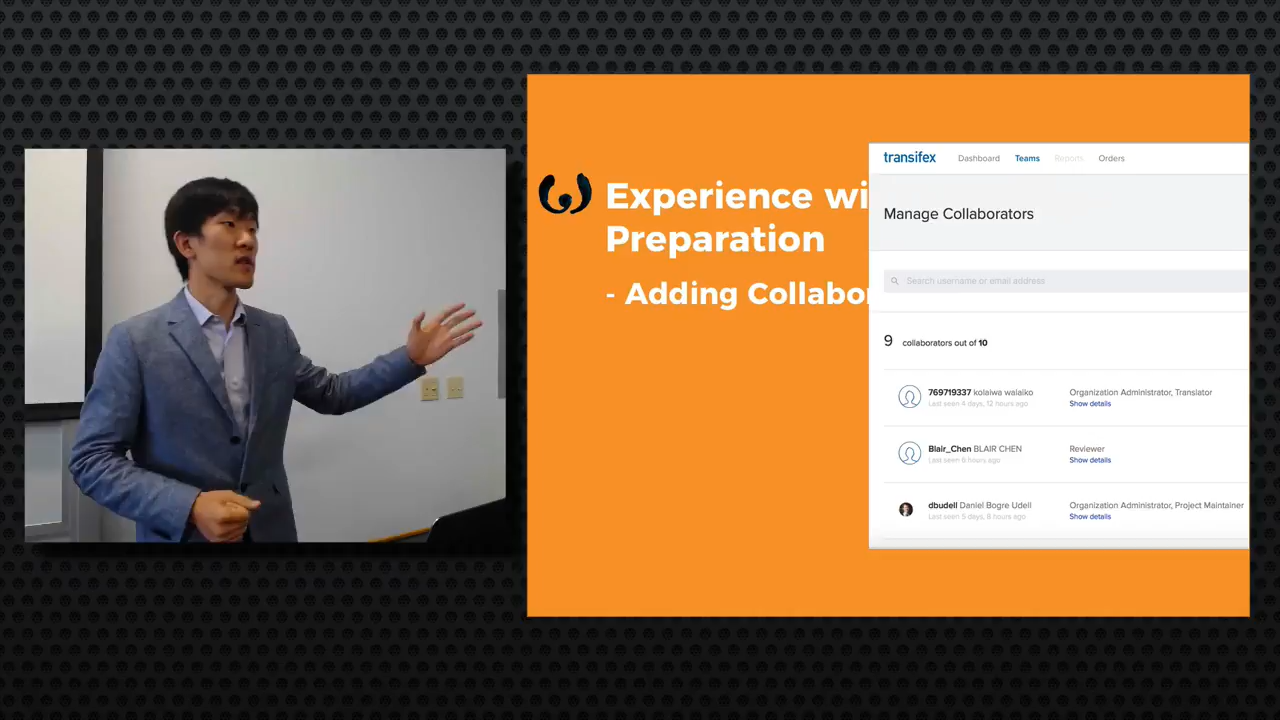 Experience wi
Preparation
- Adding Collabor
transifex Dashboard Teams Reports Orders
Manage Collaborators
Search username or email address
9 collaborators out of 10
769719337 kolaiwa walaiko Organization Administrator, Translator
Last seen 4 days, 12 hours ago Show details
Blair_Chen BLAIR CHEN Reviewer
Last seen 6 hours ago Show details
dbudell Daniel Bogre Udell Organization Administrator, Project Maintainer
Last seen 5 days, 8 hours ago Show details